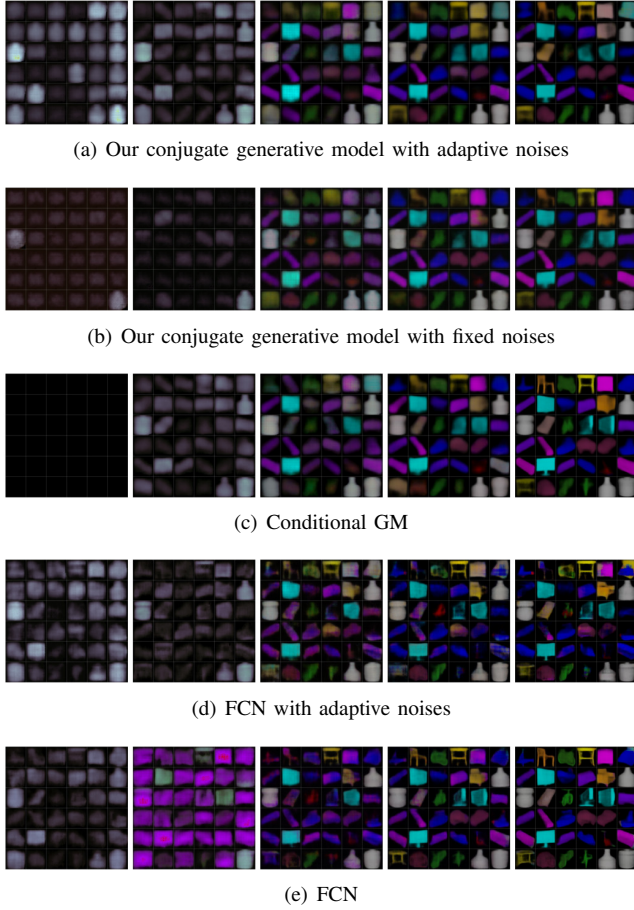 (a) Our conjugate generative model with adaptive noises
(b) Our conjugate generative model with fixed noises
(c) Conditional GM
(d) FCN with adaptive noises
(e) FCN